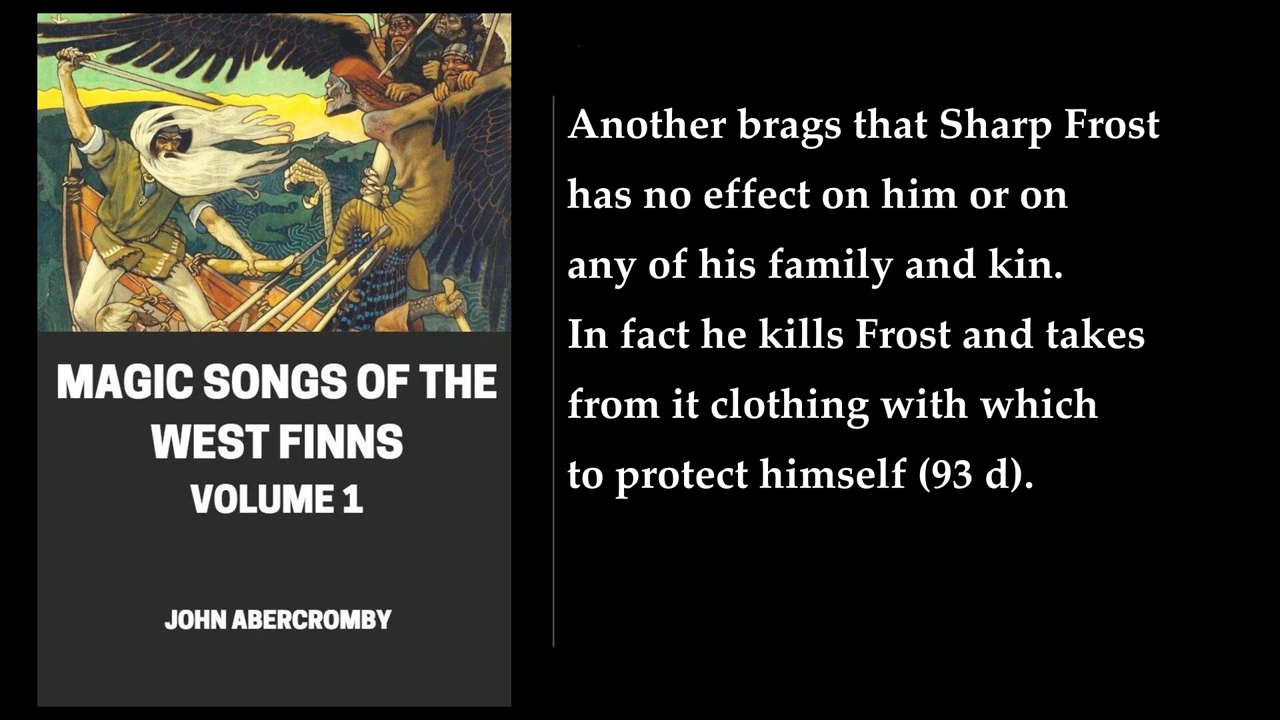 MAGIC SONGS OF THE
WEST FINNS
VOLUME 1
JOHN ABERCROMBY
Another brags that Sharp Frost
has no effect on him or on
any of his family and kin.
In fact he kills Frost and takes
from it clothing with which
to protect himself (93 d).